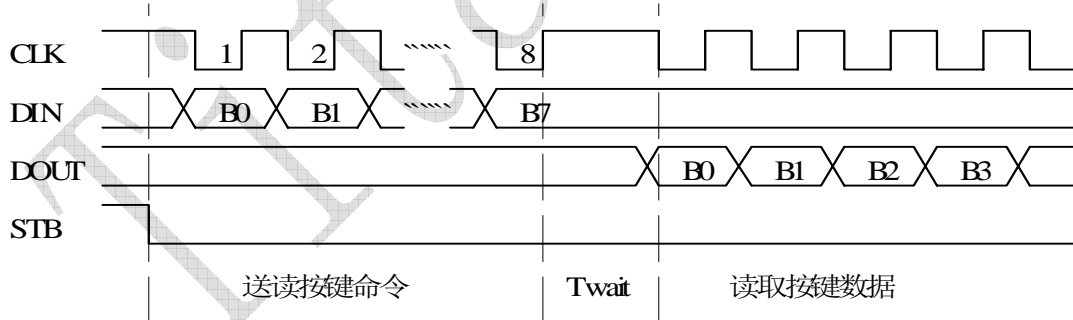 CLK 1 2 8
DIN B0 B1 B7
DOUT B0 B1 B2 B3
STB
送读按键命令 Twait 读取按键数据